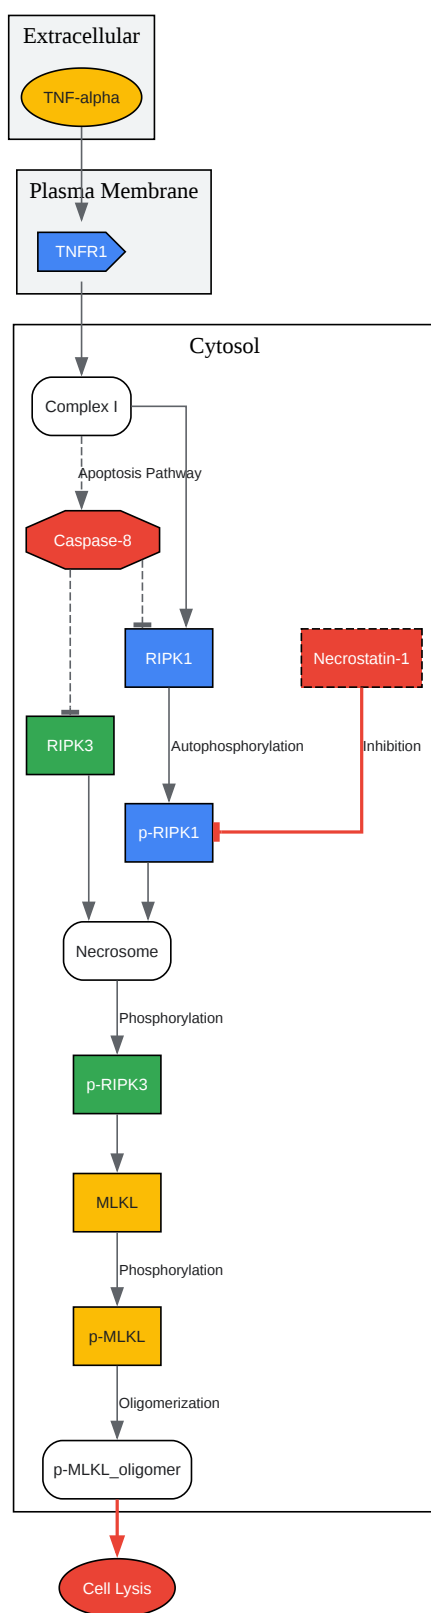 Extracellular
TNF-alpha
Plasma Membrane
TNFR1
Cytosol
Complex I
Apoptosis Pathway
Caspase-8
RIPK1
Necrostatin-1
RIPK3
Autophosphorylation
Inhibition
p-RIPK1
Necrosome
Phosphorylation
p-RIPK3
MLKL
Phosphorylation
p-MLKL
Oligomerization
p-MLKL_oligomer
Cell Lysis